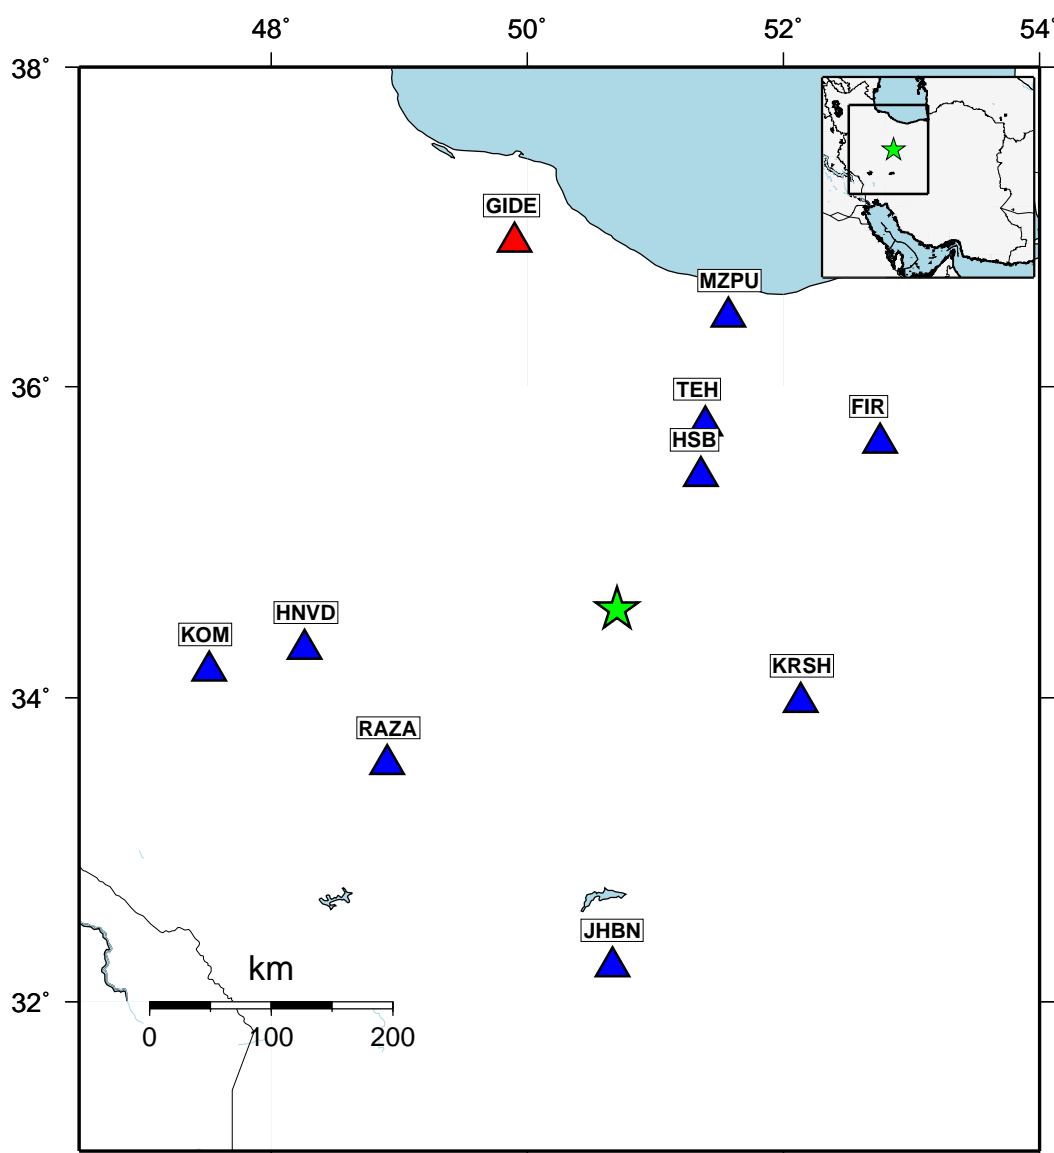 48° 50° 52° 54°
38°
GIDE
MZPU
36°
TEH
FIR
HSB
HNVD
KOM
KRSH
34°
RAZA
JHBN
km
32°
0 100 200